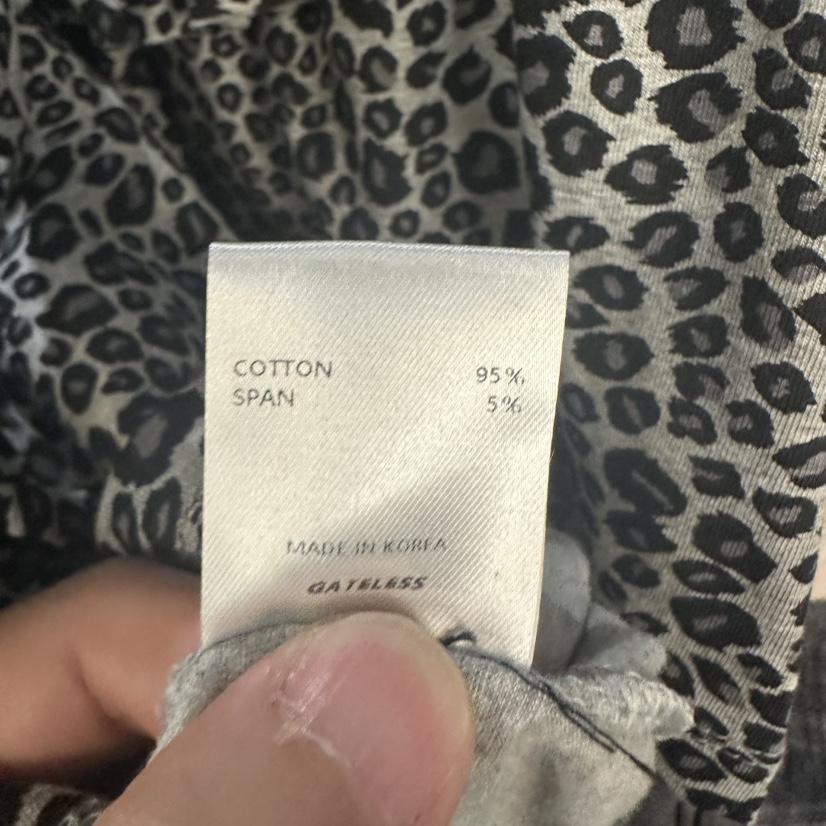 COTTON 95%
SPAN 5%
MADE IN KOREA
GATELESS